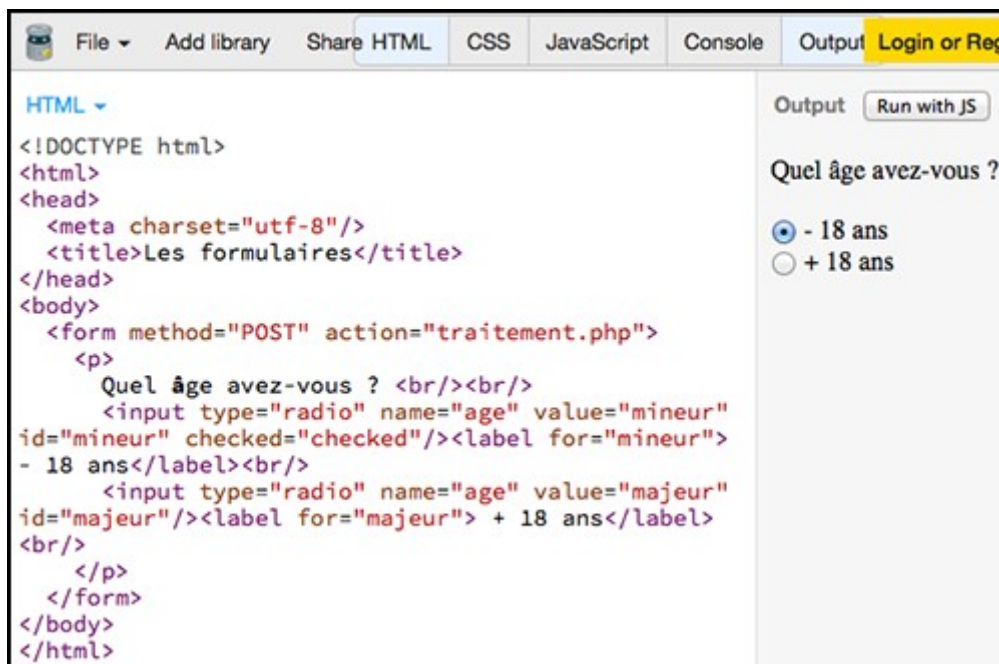 File Add library Share HTML CSS JavaScript Console Output Login or Reg
HTML
<!DOCTYPE html>
<html>
<head>
<meta charset="utf-8"/>
<title>Les formulaires</title>
</head>
<body>
<form method="POST" action="traitement.php">
<p>
Quel âge avez-vous ? <br/><br/>
<input type="radio" name="age" value="mineur"
id="mineur" checked="checked"/><label for="mineur">
- 18 ans</label><br/>
<input type="radio" name="age" value="majeur"
id="majeur"/><label for="majeur"> + 18 ans</label>
<br/>
</p>
</form>
</body>
</html>
Output Run with JS
Quel âge avez-vous ?
- 18 ans
+ 18 ans